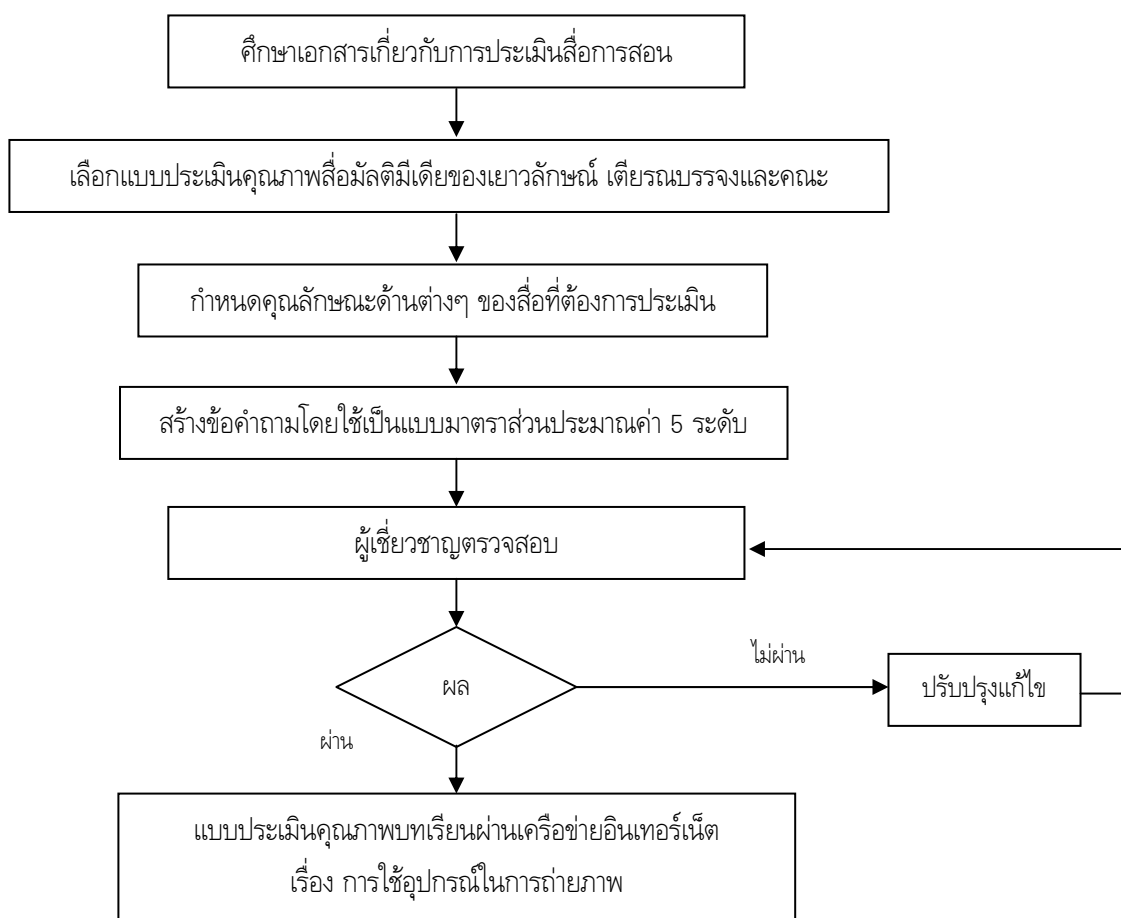 ศึกษาเอกสารเกี่ยวกับการประเมินสื่อการสอน
เลือกแบบประเมินคุณภาพสื่อมัลติมีเดียของเยาวลักษณ์ เตียรณบรรจงและคณะ
กำหนดคุณลักษณะด้านต่างๆ ของสื่อที่ต้องการประเมิน
สร้างข้อคำถามโดยใช้เป็นแบบมาตราส่วนประมาณค่า 5 ระดับ
ผู้เชี่ยวชาญตรวจสอบ
ไม่ผ่าน
ผล
ปรับปรุงแก้ไข
ผ่าน
แบบประเมินคุณภาพบทเรียนผ่านเครือข่ายอินเทอร์เน็ต
เรื่อง การใช้อุปกรณ์ในการถ่ายภาพ